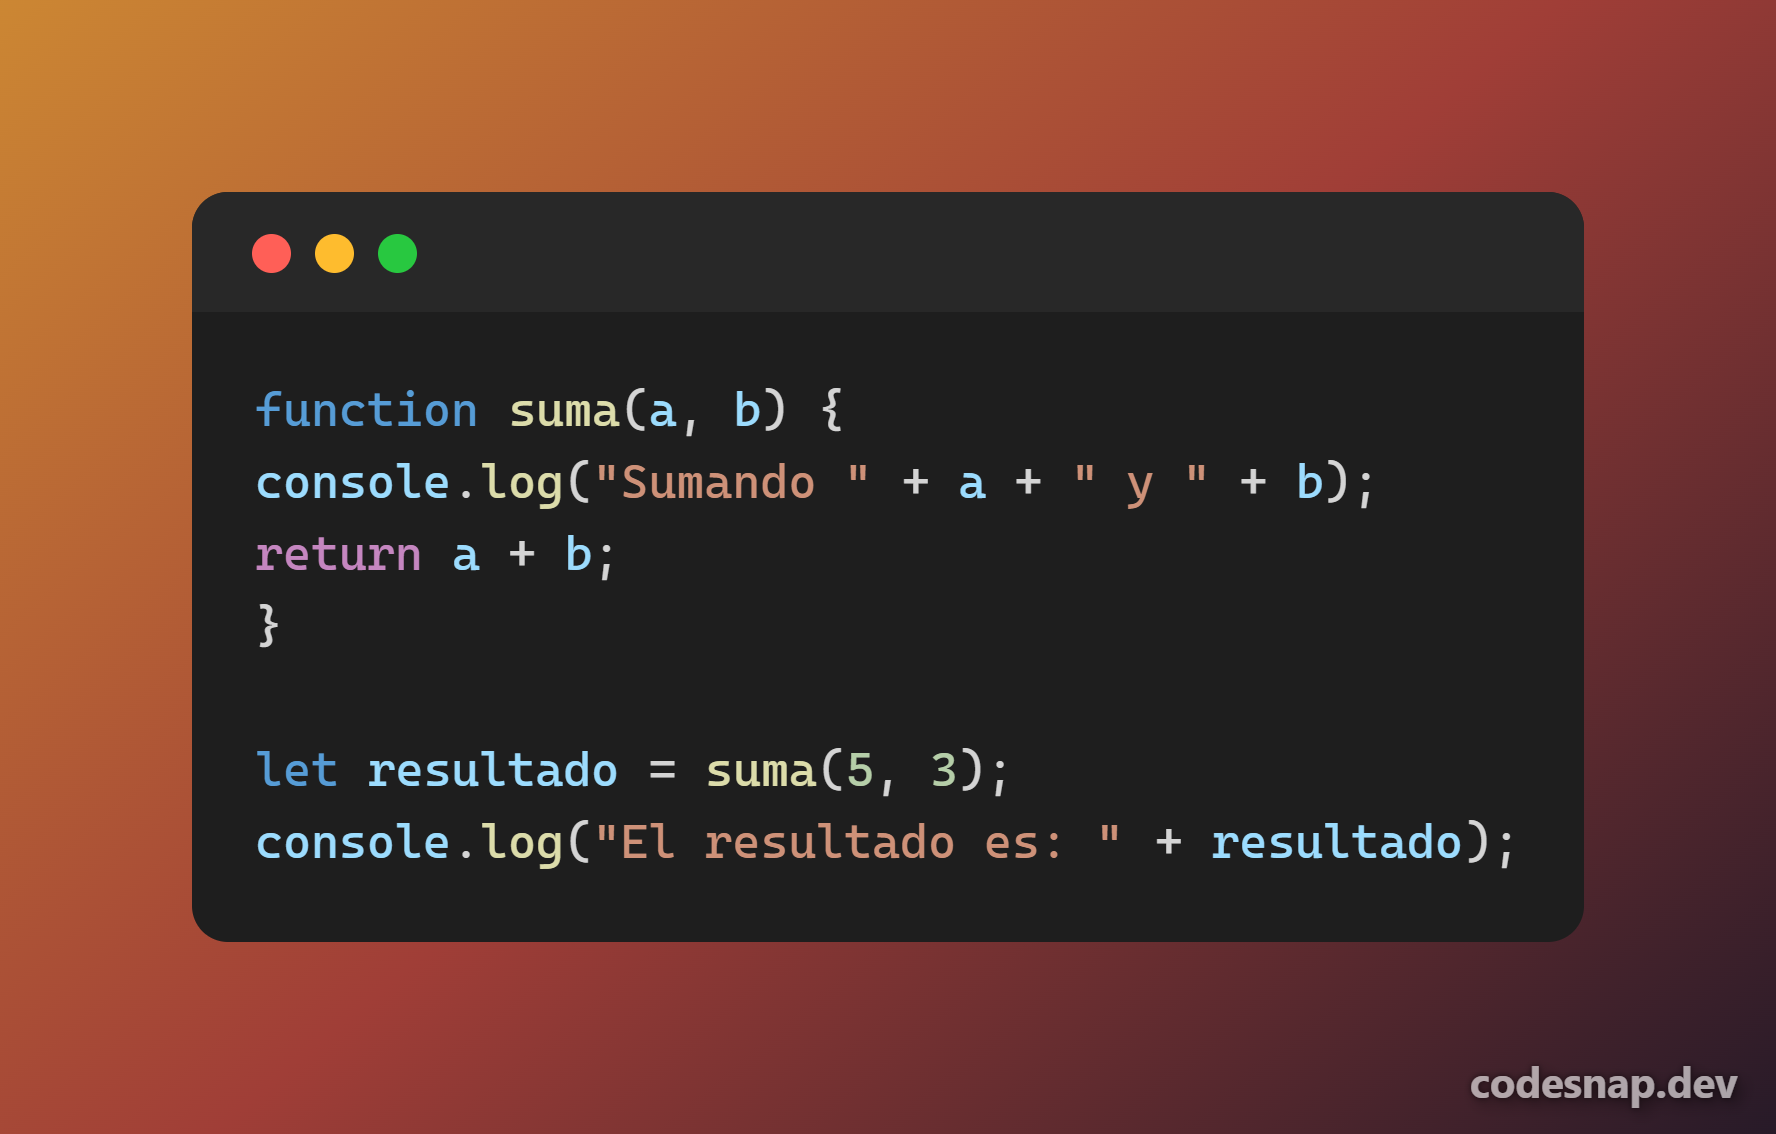 function suma(a, b) {
console.log("Sumando " + a + " y " + b);
return a + b;
}

let resultado = suma(5, 3);
console.log("El resultado es: " + resultado);
codesnap.dev